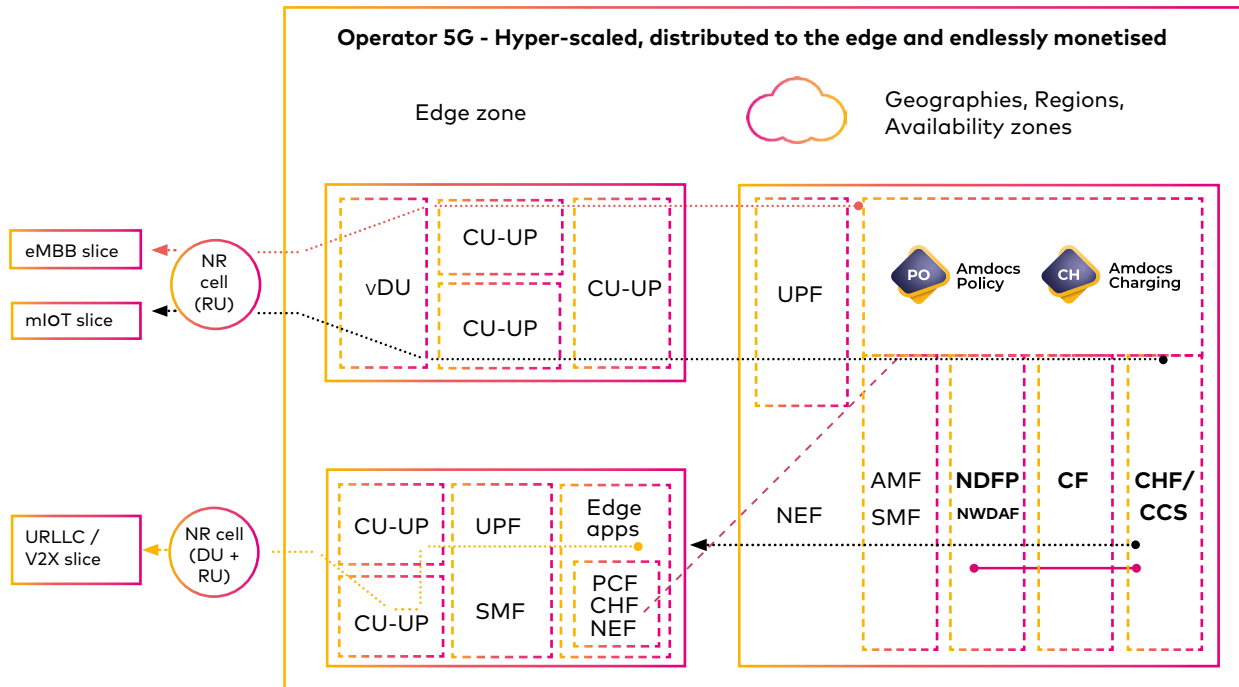 Operator 5G - Hyper-scaled, distributed to the edge and endlessly monetised
Edge zone
Geographies, Regions,
Availability zones
eMBB slice
mIOT slice
NR
cell
(RU)
vDU
CU-UP
CU-UP
CU-UP
UPF
PO
Amdocs
Policy
CH
Amdocs
Charging
URLLC /
V2X slice
NR cell
(DU +
RU)
CU-UP
CU-UP
UPF
SMF
Edge
apps
PCF
CHF
NEF
NEF
AMF
SMF
NDFP
NWDAF
CF
CHF/
CCS